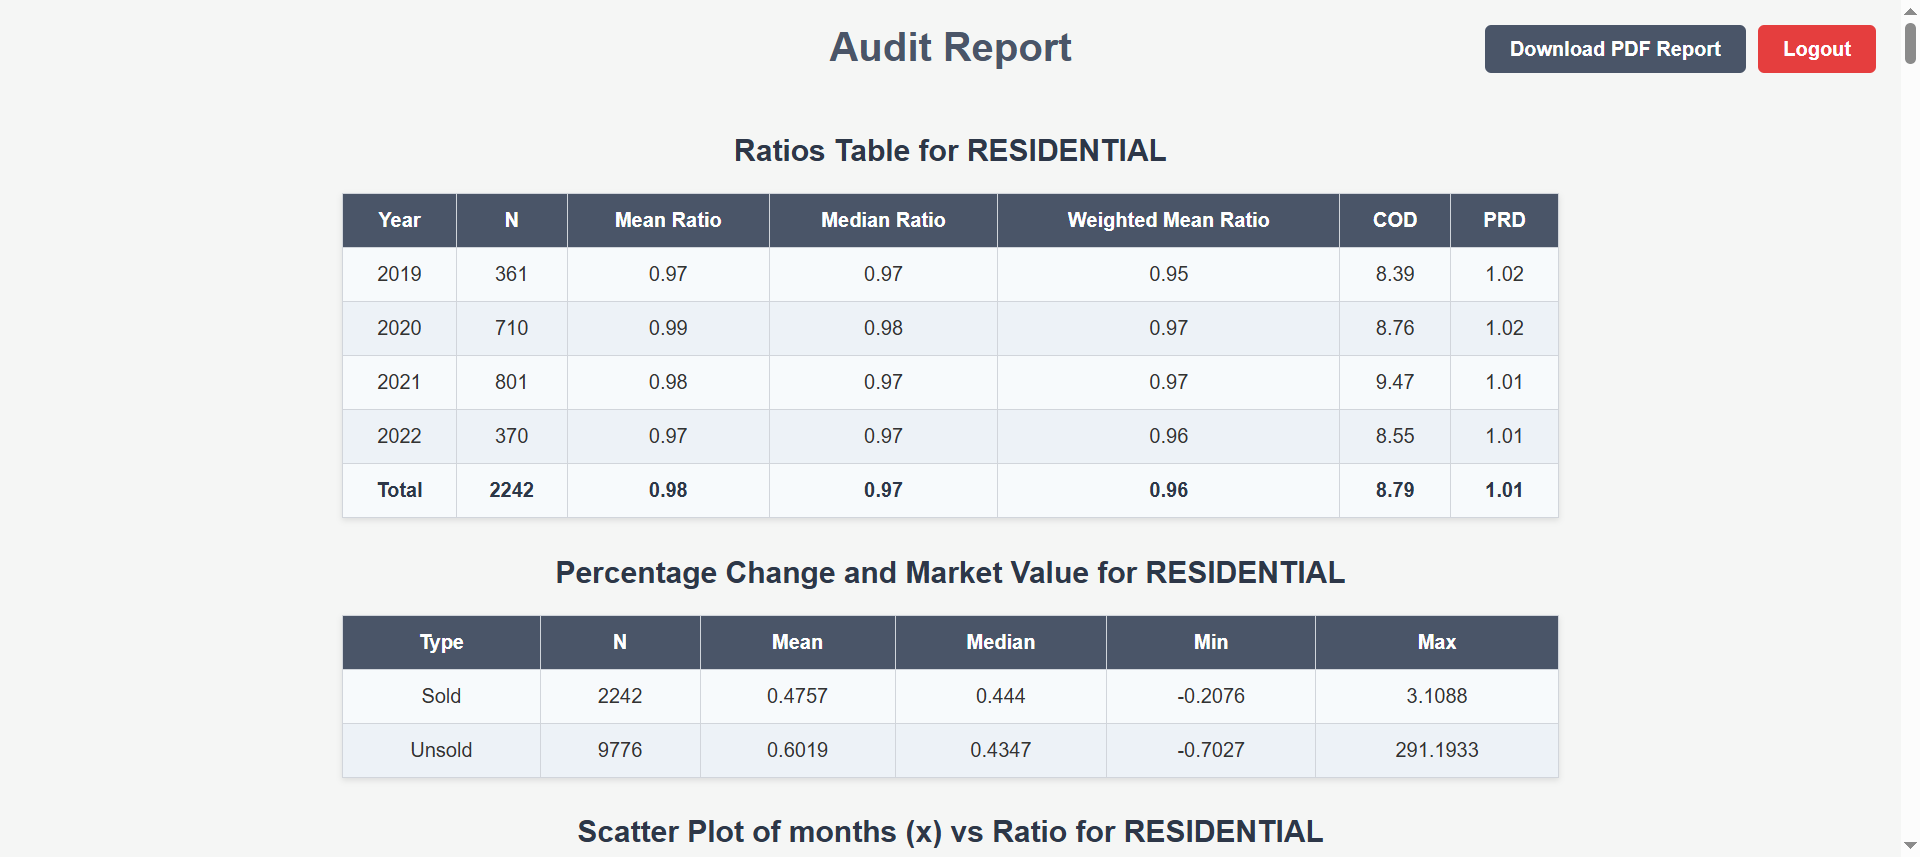 Audit Report
Download PDF Report
Logout
Ratios Table for RESIDENTIAL
Year N Mean Ratio Median Ratio Weighted Mean Ratio COD PRD
2019 361 0.97 0.97 0.95 8.39 1.02
2020 710 0.99 0.98 0.97 8.76 1.02
2021 801 0.98 0.97 0.97 9.47 1.01
2022 370 0.97 0.97 0.96 8.55 1.01
Total 2242 0.98 0.97 0.96 8.79 1.01
Percentage Change and Market Value for RESIDENTIAL
Type N Mean Median Min Max
Sold 2242 0.4757 0.444 -0.2076 3.1088
Unsold 9776 0.6019 0.4347 -0.7027 291.1933
Scatter Plot of months (x) vs Ratio for RESIDENTIAL